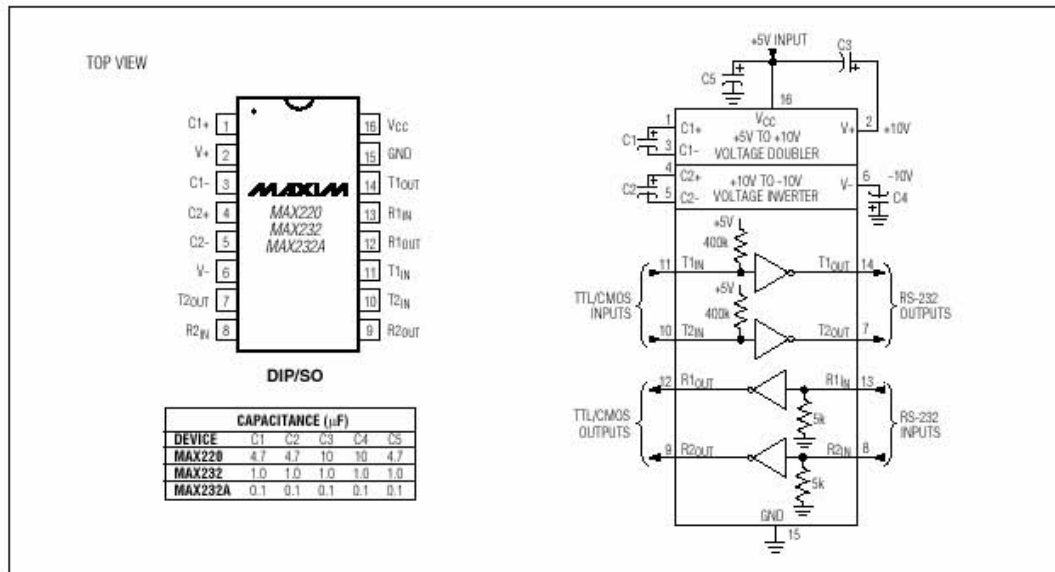 TOP VIEW
C1+ 1
V+ 2
C1- 3
C2+ 4
C2- 5
V- 6
T2OUT 7
R2IN 8
16 VCC
15 GND
14 T1OUT
13 R1IN
12 R1OUT
11 T1IN
10 T2IN
9 R2OUT
MAXIM
MAX220
MAX232
MAX232A
DIP/SO
CAPACITANCE (μF)
DEVICE C1 C2 C3 C4 C5
MAX220 4.7 4.7 10 10 4.7
MAX232 1.0 1.0 1.0 1.0 1.0
MAX232A 0.1 0.1 0.1 0.1 0.1
+5V INPUT
C3
C5
16
VCC
1 C1+
C1
3 C1-
+5V TO +10V
VOLTAGE DOUBLER
V+ 2 +10V
4 C2+
C2
5 C2-
+10V TO -10V
VOLTAGE INVERTER
V- 6 -10V
C4
+5V
400k
11 T1IN T1OUT 14
+5V
400k
TTL/CMOS
INPUTS
RS-232
OUTPUTS
10 T2IN T2OUT 7
12 R1OUT R1IN 13
5k
TTL/CMOS
OUTPUTS
RS-232
INPUTS
9 R2OUT R2IN 8
5k
GND
15